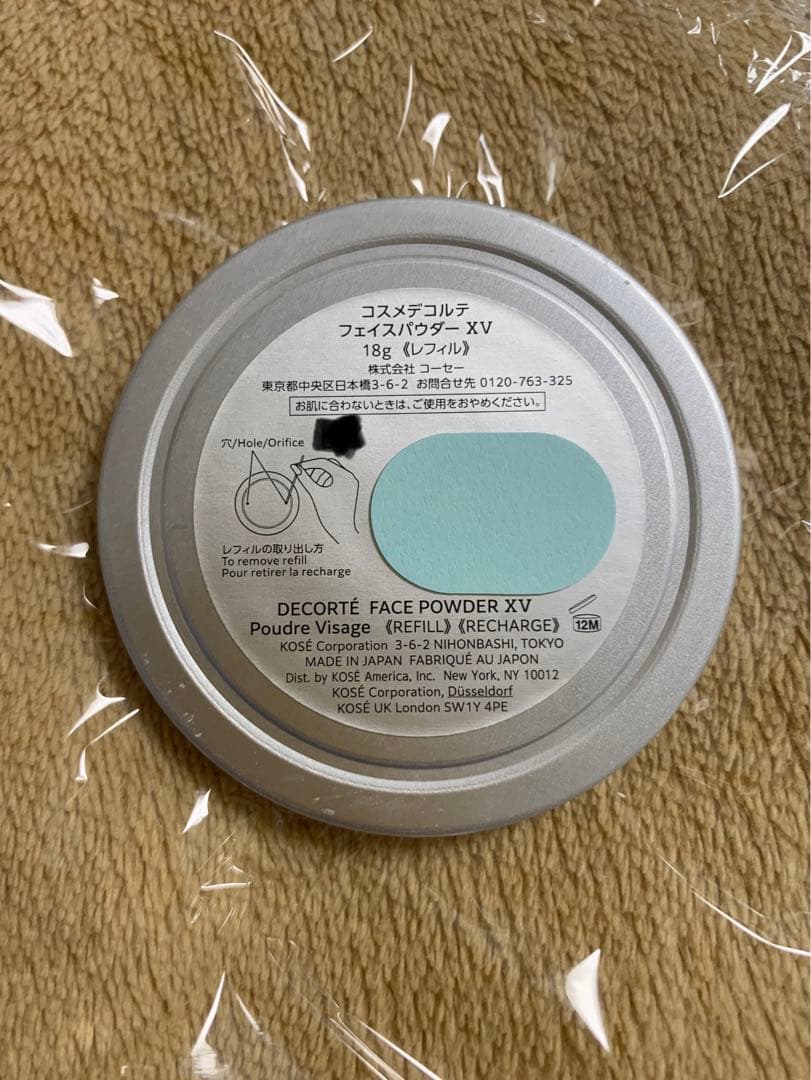 コスメデコルテ
フェイスパウダー XV
18g 《レフィル》
株式会社 コーセー
東京都中央区日本橋3-6-2 お問合せ先 0120-763-325
お肌に合わないときは、ご使用をおやめください。
穴/Hole/Orifice
レフィルの取り出し方
To remove refill
Pour retirer la recharge
DECORTÉ FACE POWDER XV
Poudre Visage 《REFILL》《RECHARGE》 12M
KOSÉ Corporation 3-6-2 NIHONBASHI, TOKYO
MADE IN JAPAN FABRIQUÉ AU JAPON
Dist. by KOSÉ America, Inc. New York, NY 10012
KOSÉ Corporation, Düsseldorf
KOSÉ UK London SW1Y 4PE